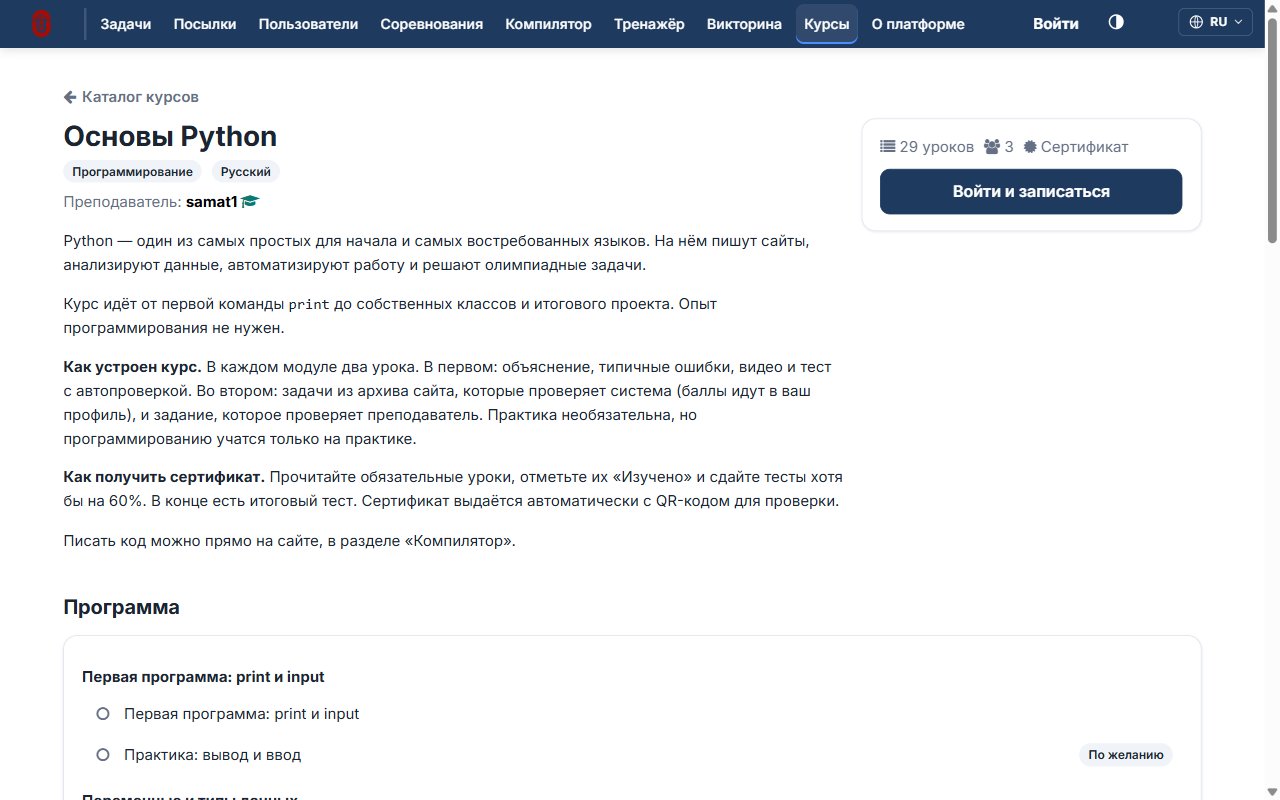 Задачи Посылки Пользователи Соревнования Компилятор Тренажёр Викторина Курсы О платформе Войти RU
Каталог курсов
Основы Python
Программирование Русский
Преподаватель: samat1
29 уроков 3 Сертификат
Войти и записаться
Python — один из самых простых для начала и самых востребованных языков. На нём пишут сайты,
анализируют данные, автоматизируют работу и решают олимпиадные задачи.
Курс идёт от первой команды print до собственных классов и итогового проекта. Опыт
программирования не нужен.
Как устроен курс. В каждом модуле два урока. В первом: объяснение, типичные ошибки, видео и тест
с автопроверкой. Во втором: задачи из архива сайта, которые проверяет система (баллы идут в ваш
профиль), и задание, которое проверяет преподаватель. Практика необязательна, но
программированию учатся только на практике.
Как получить сертификат. Прочитайте обязательные уроки, отметьте их «Изучено» и сдайте тесты хотя
бы на 60%. В конце есть итоговый тест. Сертификат выдаётся автоматически с QR-кодом для проверки.
Писать код можно прямо на сайте, в разделе «Компилятор».
Программа
Первая программа: print и input
Первая программа: print и input
Практика: вывод и ввод По желанию
Переменные и типы данных